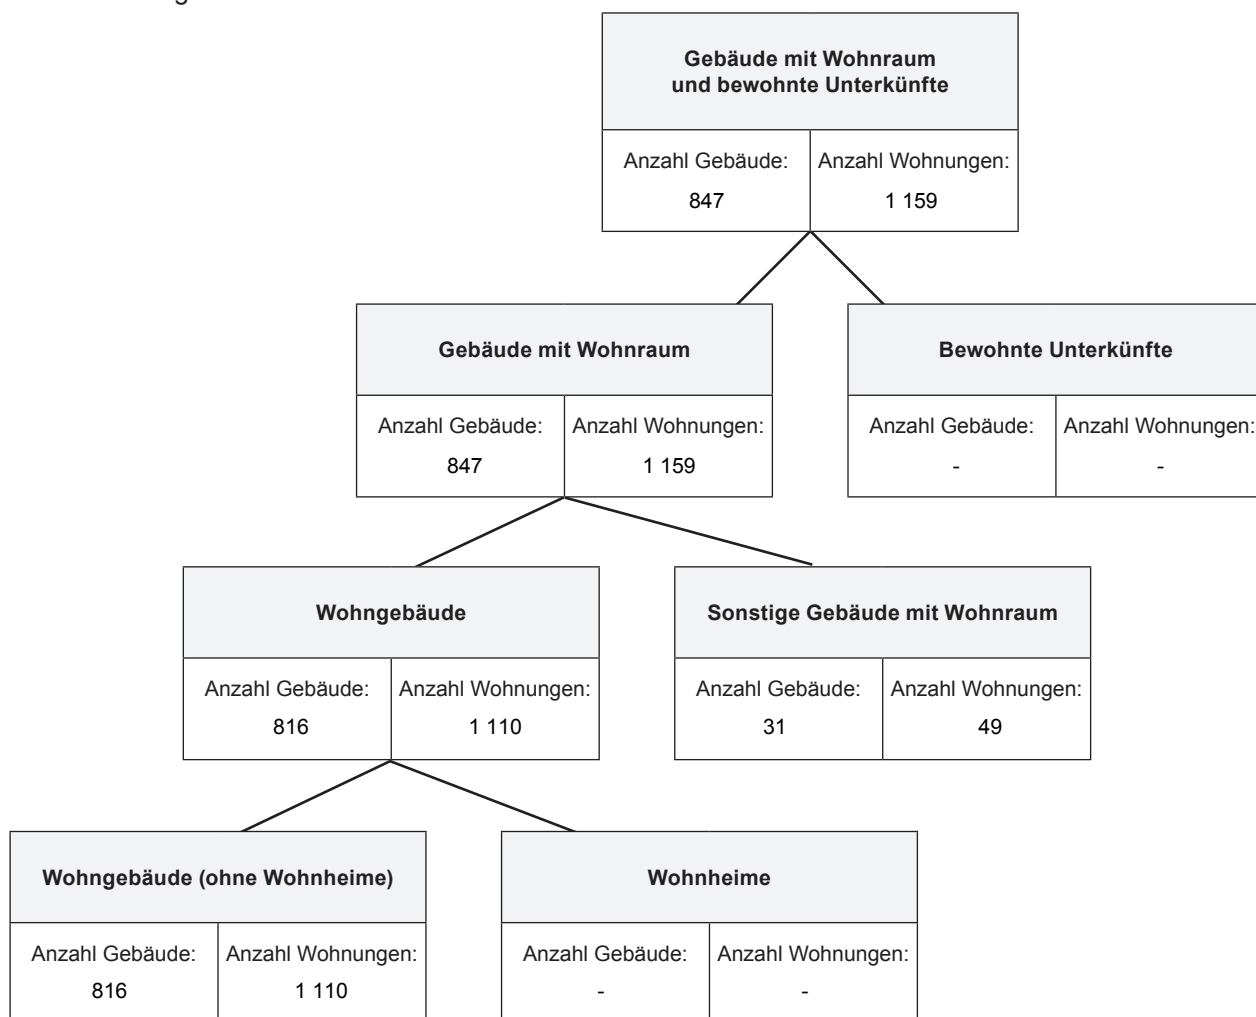 Gebäude mit Wohnraum
und bewohnte Unterkünfte
Anzahl Gebäude: Anzahl Wohnungen:
847 1 159
Gebäude mit Wohnraum
Anzahl Gebäude: Anzahl Wohnungen:
847 1 159
Bewohnte Unterkünfte
Anzahl Gebäude: Anzahl Wohnungen:
- -
Wohngebäude
Anzahl Gebäude: Anzahl Wohnungen:
816 1 110
Sonstige Gebäude mit Wohnraum
Anzahl Gebäude: Anzahl Wohnungen:
31 49
Wohngebäude (ohne Wohnheime)
Anzahl Gebäude: Anzahl Wohnungen:
816 1 110
Wohnheime
Anzahl Gebäude: Anzahl Wohnungen:
- -